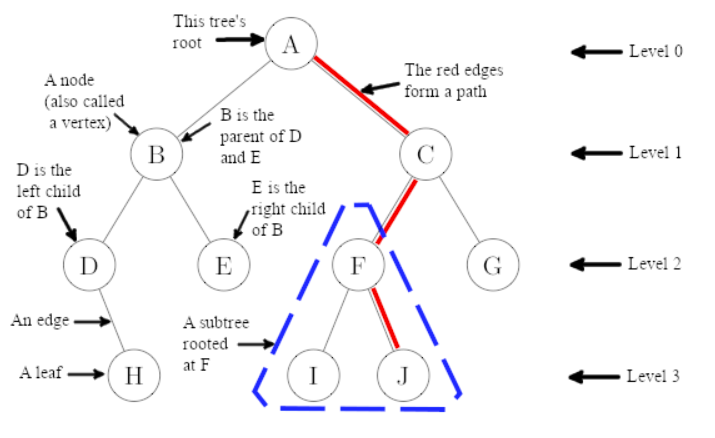 This tree's
root
A
Level 0
The red edges
form a path
A node
(also called
a vertex)
B is the
parent of D
and E
B
C
Level 1
D is the
left child
of B
E is the
right child
of B
D
E
F
G
Level 2
An edge
A subtree
rooted
at F
A leaf
H
I
J
Level 3